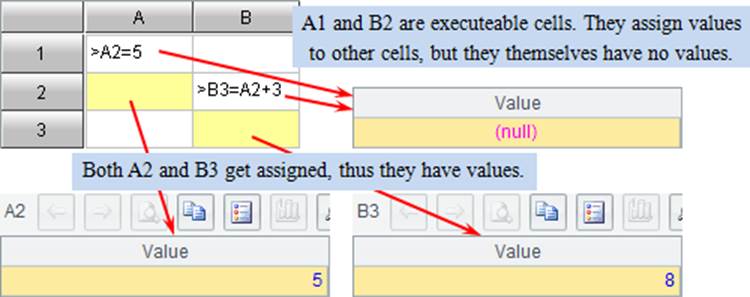 A B
A1 and B2 are executeable cells. They assign values
to other cells, but they themselves have no values.
1 >A2=5
2 >B3=A2+3
Value
(null)
3
Both A2 and B3 get assigned, thus they have values.
A2
B3
Value
Value
5
8